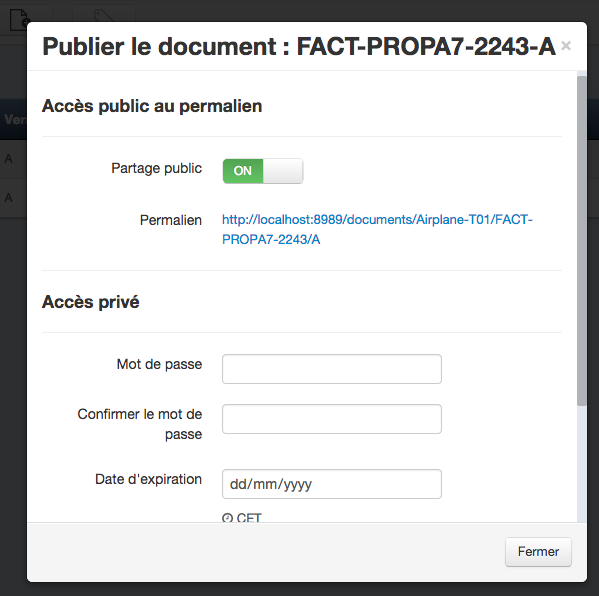 Publier le document : FACT-PROPA7-2243-A ×
Accès public au permalien
Partage public ON
Permalien http://localhost:8989/documents/Airplane-T01/FACT-
PROPA7-2243/A
Accès privé
Mot de passe
Confirmer le mot de
passe
Date d'expiration dd/mm/yyyy
CET
Fermer
Ver
A
A